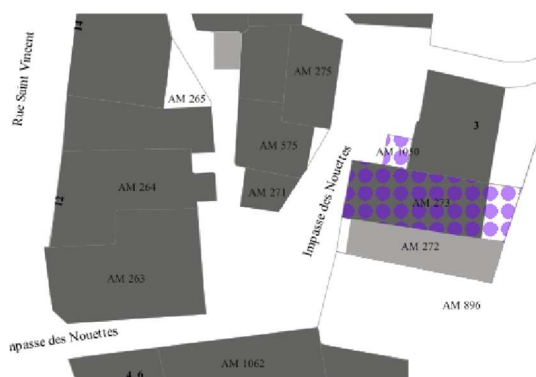 14
Rue Saint Vincent
AM 275
AM 265
3
AM 575
AM 1050
AM 264
AM 271
12
AM 273
Impasse des Nouettes
AM 272
AM 263
AM 896
mpasse des Nouettes
AM 1062
4, 6